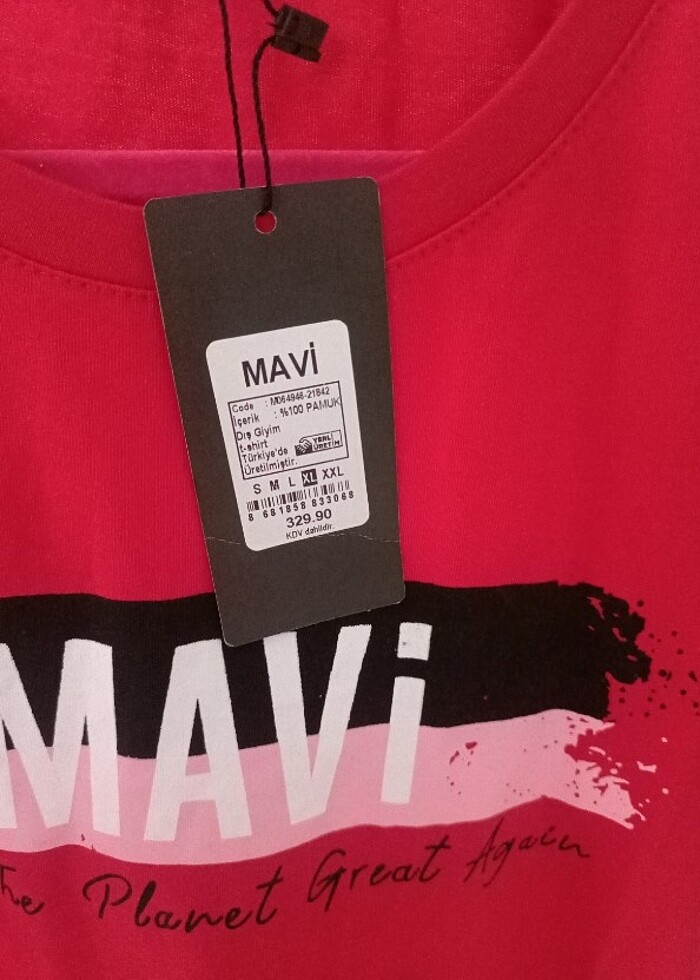 MAVİ
Code : M064946-21842
İçerik : %100 PAMUK
Dış Giyim
t-shirt
Türkiye'de
Üretilmiştir.
YERLİ
ÜRETİM
S M L XL XXL
8 681858 833068
329.90
KDV dahildir.
MAVi
The Planet Great Again